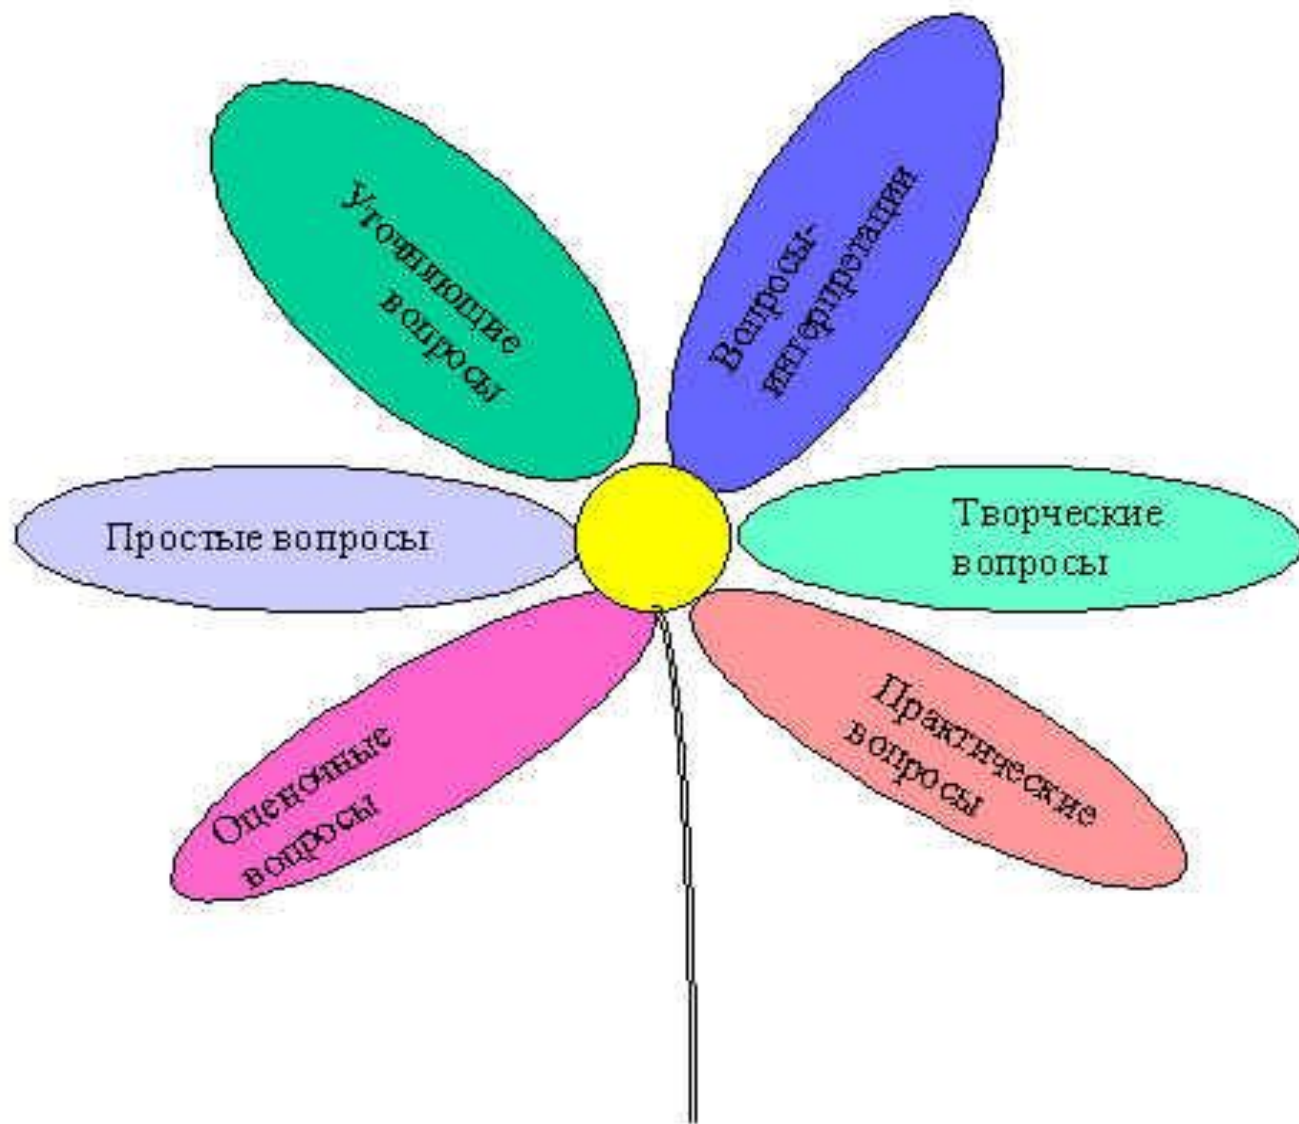 Уточняющие
вопросы
Вопросы-
интерпретации
Простые вопросы
Творческие
вопросы
Оценочные
вопросы
Практические
вопросы